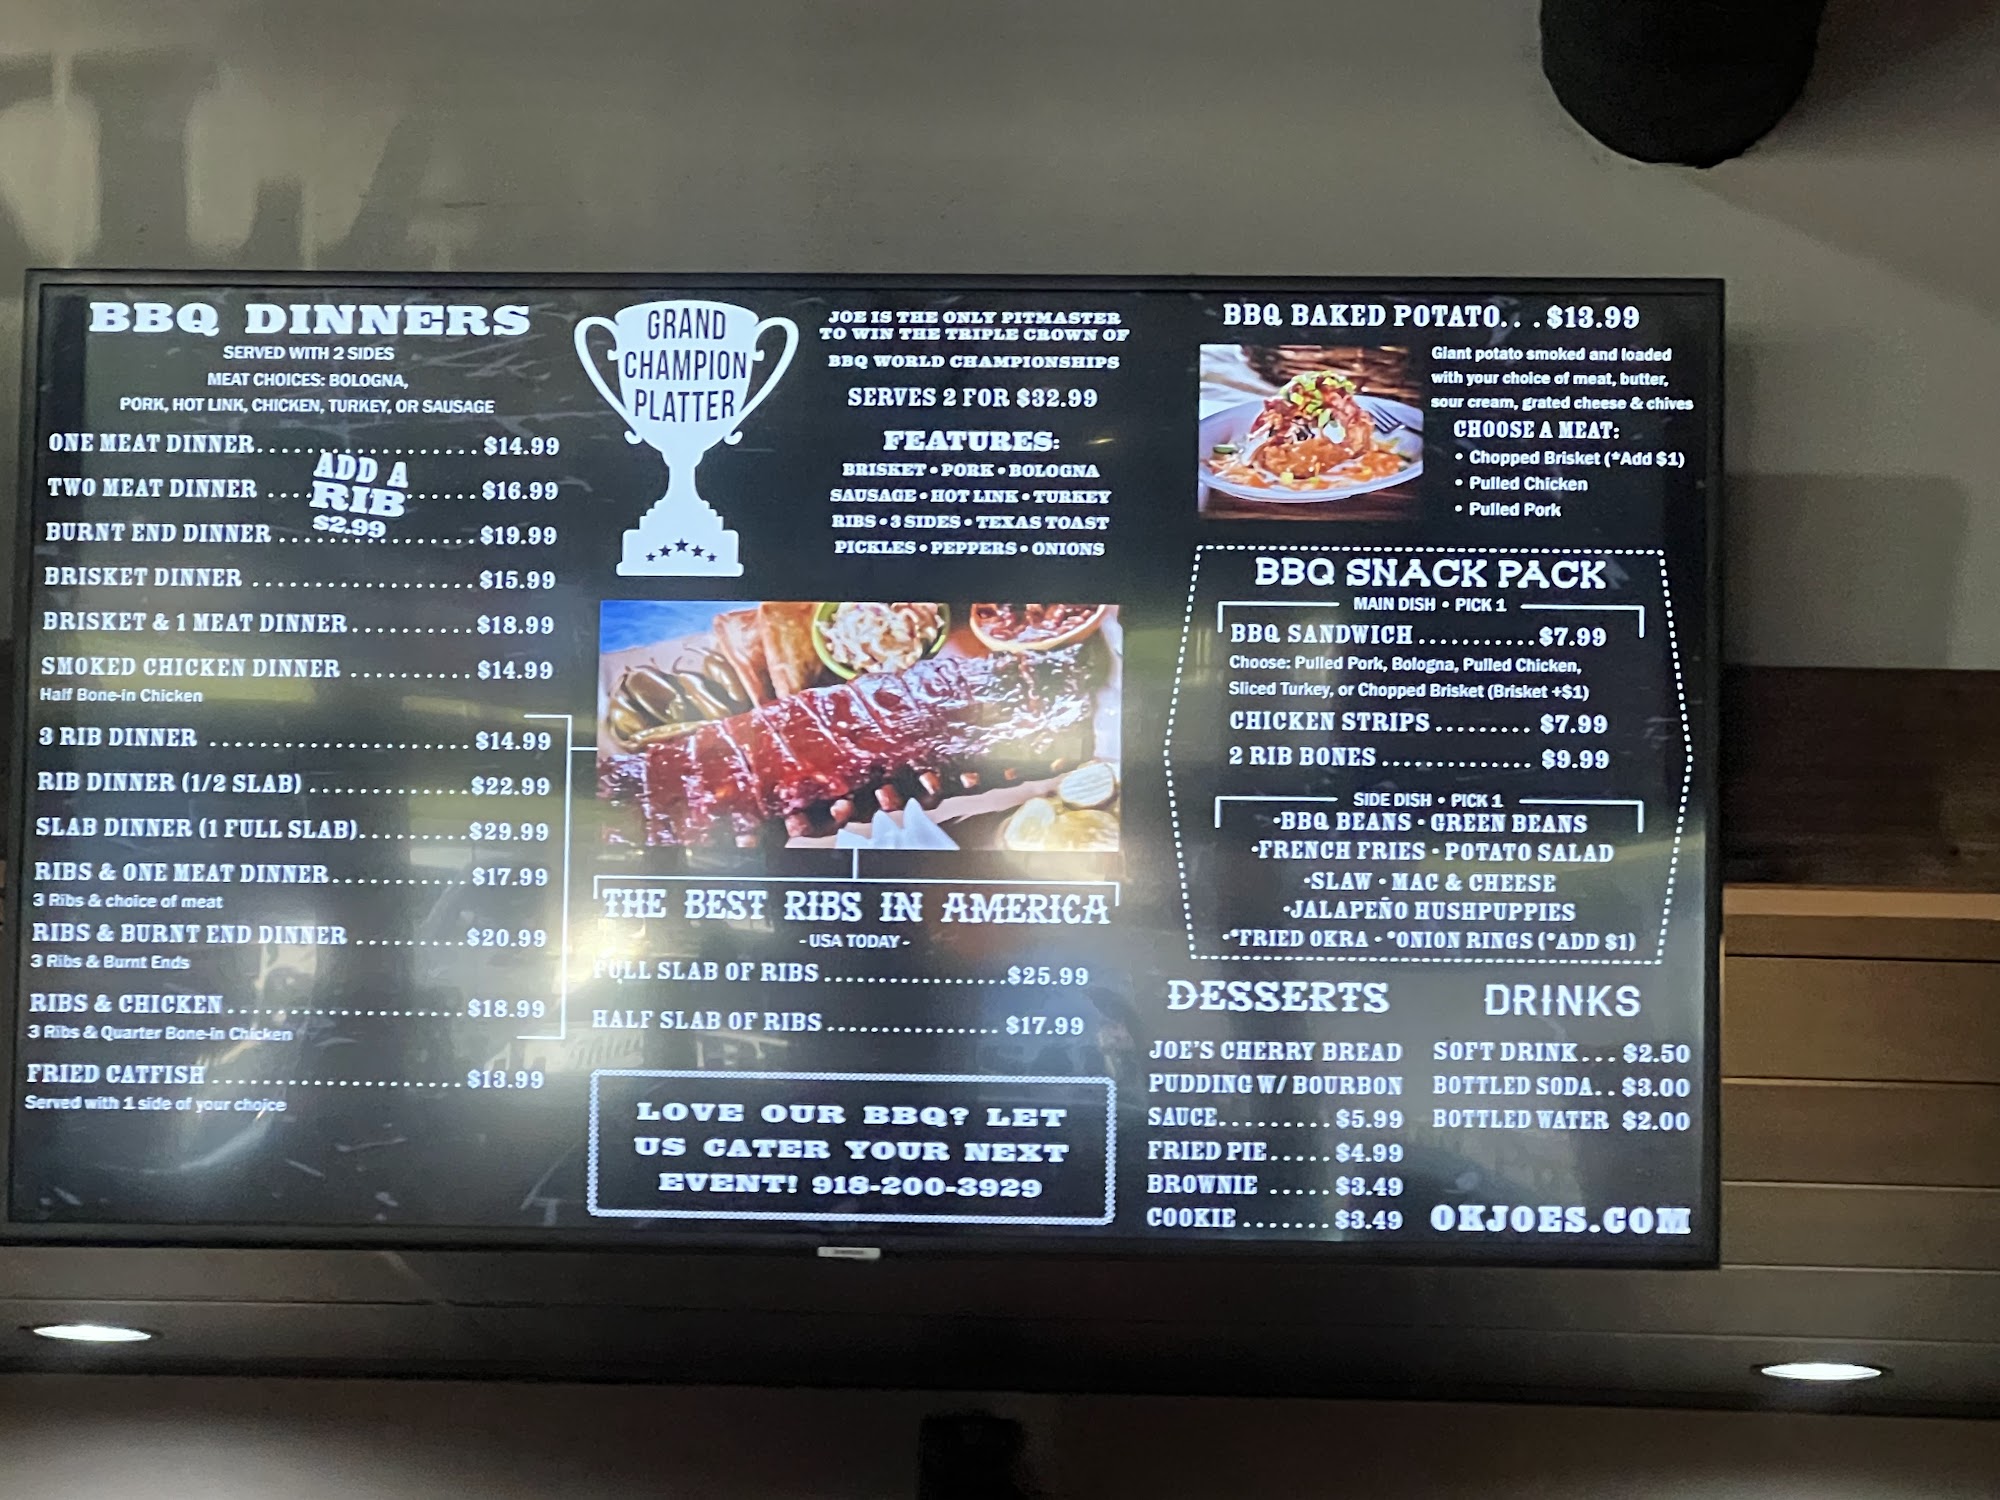 BBQ DINNERS
SERVED WITH 2 SIDES
MEAT CHOICES: BOLOGNA,
PORK, HOT LINK, CHICKEN, TURKEY, OR SAUSAGE
ONE MEAT DINNER.................. $14.99
TWO MEAT DINNER .......... $16.99
ADD A
RIB
$2.99
BURNT END DINNER ................ $19.99
BRISKET DINNER .................. $15.99
BRISKET & 1 MEAT DINNER.......... $18.99
SMOKED CHICKEN DINNER .......... $14.99
Half Bone-in Chicken
3 RIB DINNER ..................... $14.99
RIB DINNER (1/2 SLAB) ............. $22.99
SLAB DINNER (1 FULL SLAB)......... $29.99
RIBS & ONE MEAT DINNER........... $17.99
3 Ribs & choice of meat
RIBS & BURNT END DINNER ......... $20.99
3 Ribs & Burnt Ends
RIBS & CHICKEN................... $18.99
3 Ribs & Quarter Bone-in Chicken
FRIED CATFISH.................... $13.99
Served with 1 side of your choice
GRAND
CHAMPION
PLATTER
JOE IS THE ONLY PITMASTER
TO WIN THE TRIPLE CROWN OF
BBQ WORLD CHAMPIONSHIPS
SERVES 2 FOR $32.99
FEATURES:
BRISKET • PORK • BOLOGNA
SAUSAGE • HOT LINK • TURKEY
RIBS • 3 SIDES • TEXAS TOAST
PICKLES • PEPPERS • ONIONS
THE BEST RIBS IN AMERICA
- USA TODAY -
FULL SLAB OF RIBS............... $25.99
HALF SLAB OF RIBS.............. $17.99
LOVE OUR BBQ? LET
US CATER YOUR NEXT
EVENT! 918-200-3929
BBQ BAKED POTATO. . . $13.99
Giant potato smoked and loaded
with your choice of meat, butter,
sour cream, grated cheese & chives
CHOOSE A MEAT:
• Chopped Brisket (*Add $1)
• Pulled Chicken
• Pulled Pork
BBQ SNACK PACK
MAIN DISH • PICK 1
BBQ SANDWICH.......... $7.99
Choose: Pulled Pork, Bologna, Pulled Chicken,
Sliced Turkey, or Chopped Brisket (Brisket +$1)
CHICKEN STRIPS......... $7.99
2 RIB BONES............. $9.99
SIDE DISH • PICK 1
•BBQ BEANS • GREEN BEANS
•FRENCH FRIES • POTATO SALAD
•SLAW • MAC & CHEESE
•JALAPEÑO HUSHPUPPIES
•*FRIED OKRA • *ONION RINGS (*ADD $1)
DESSERTS
JOE'S CHERRY BREAD
PUDDING W/ BOURBON
SAUCE......... $5.99
FRIED PIE..... $4.99
BROWNIE ..... $3.49
COOKIE ....... $3.49
DRINKS
SOFT DRINK... $2.50
BOTTLED SODA.. $3.00
BOTTLED WATER $2.00
OKJOES.COM